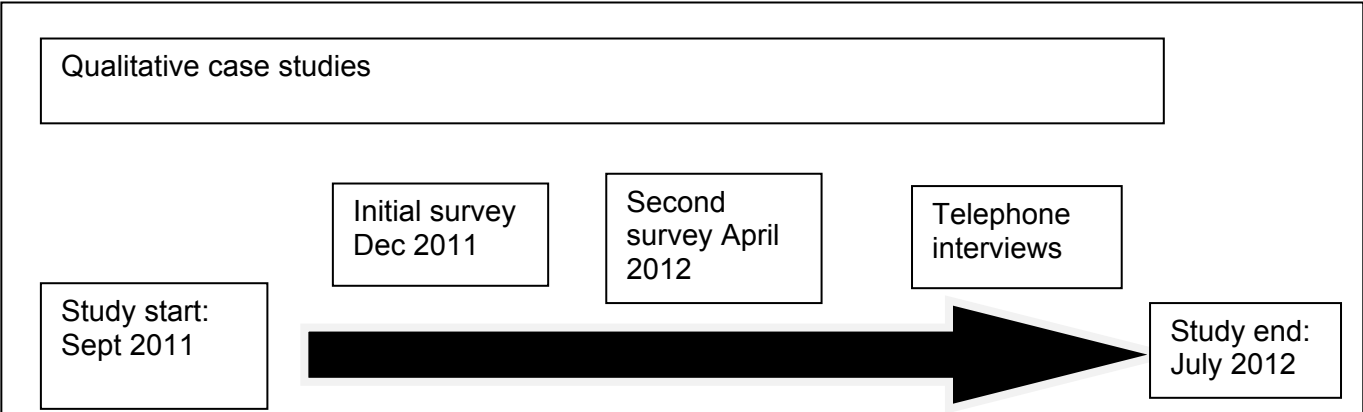 Qualitative case studies
Initial survey
Dec 2011
Second
survey April
2012
Telephone
interviews
Study start:
Sept 2011
Study end:
July 2012